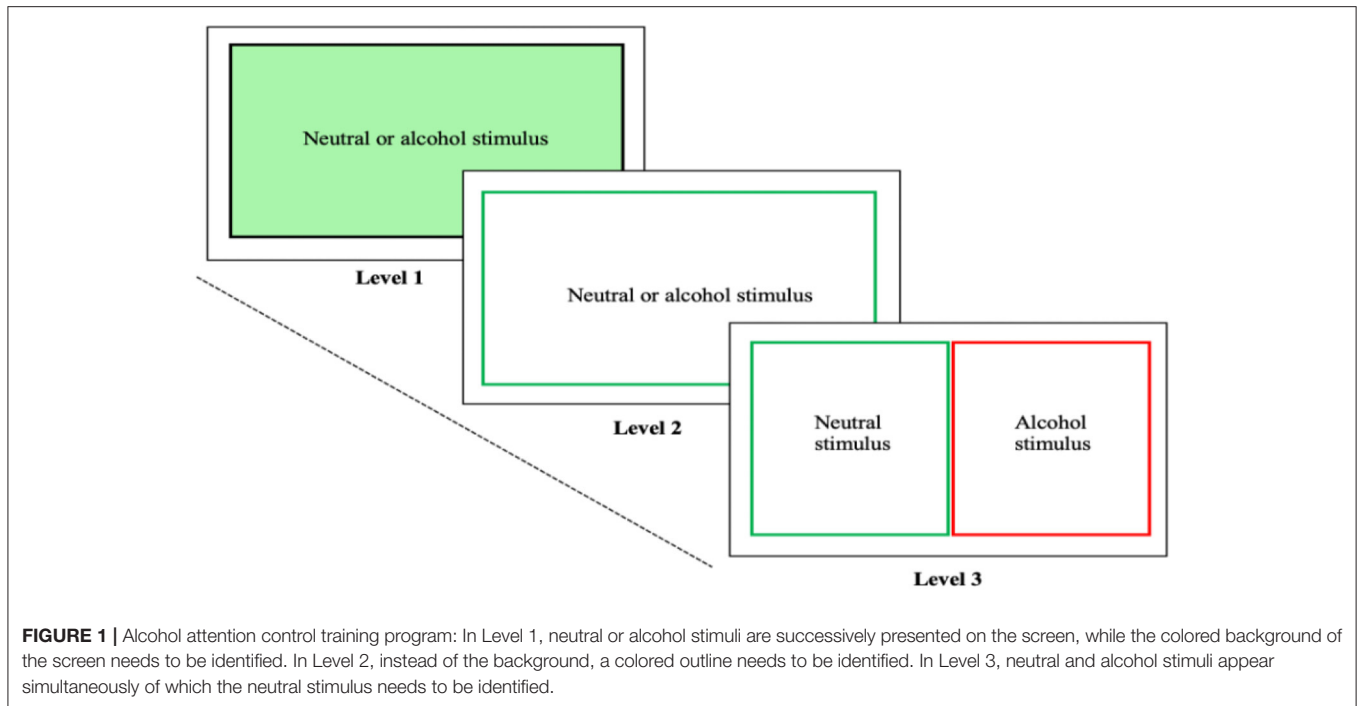 Neutral or alcohol stimulus
Level 1
Neutral or alcohol stimulus
Level 2
Neutral
stimulus
Alcohol
stimulus
Level 3
FIGURE 1 | Alcohol attention control training program: In Level 1, neutral or alcohol stimuli are successively presented on the screen, while the colored background of
the screen needs to be identified. In Level 2, instead of the background, a colored outline needs to be identified. In Level 3, neutral and alcohol stimuli appear
simultaneously of which the neutral stimulus needs to be identified.